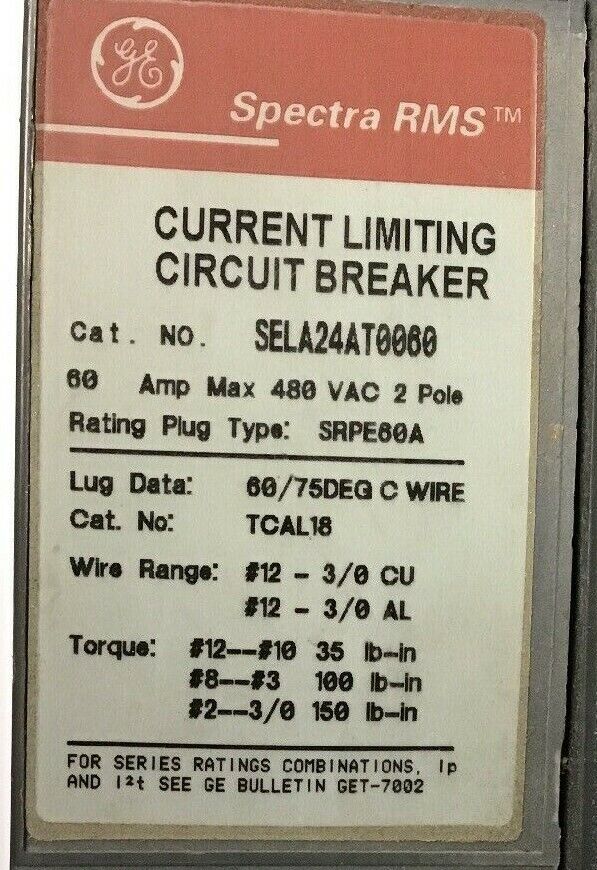 GE
Spectra RMS™
CURRENT LIMITING
CIRCUIT BREAKER
Cat. NO. SELA24AT0060
60 Amp Max 480 VAC 2 Pole
Rating Plug Type: SRPE60A
Lug Data: 60/75DEG C WIRE
Cat. No: TCAL18
Wire Range: #12 - 3/0 CU
#12 - 3/0 AL
Torque: #12--#10 35 lb-in
#8--#3 100 lb-in
#2--3/0 150 lb-in
FOR SERIES RATINGS COMBINATIONS, Ip
AND I²t SEE GE BULLETIN GET-7002